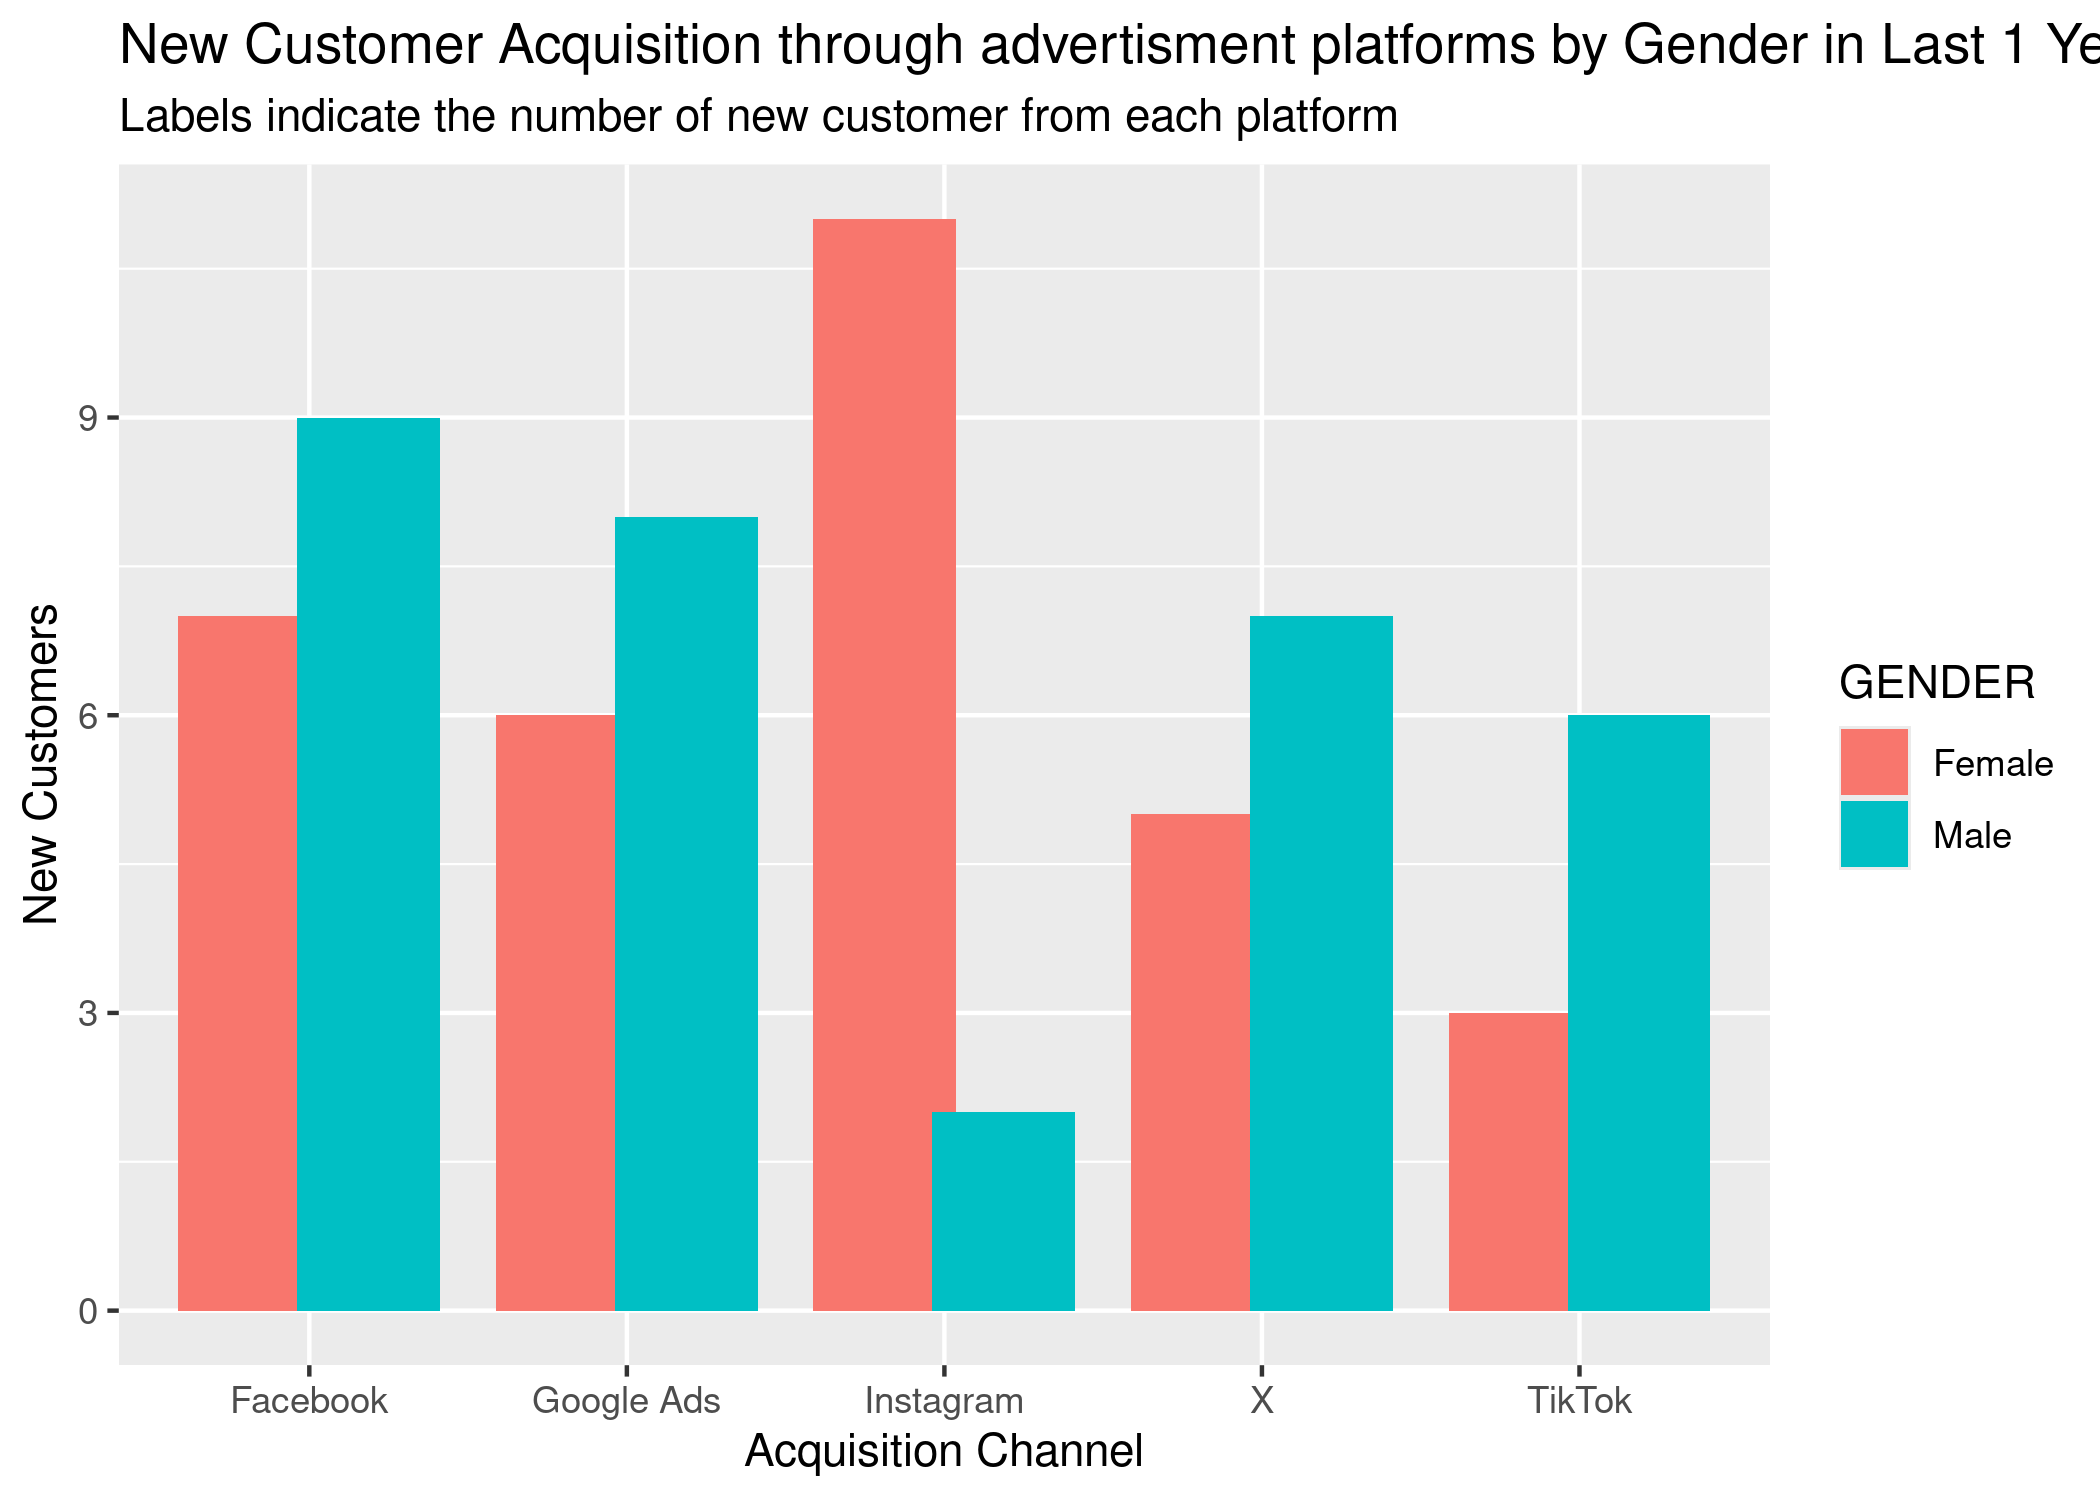 New Customer Acquisition through advertisment platforms by Gender in Last 1 Ye
Labels indicate the number of new customer from each platform
New Customers
9
6
3
0
Facebook Google Ads Instagram X TikTok
Acquisition Channel
GENDER
Female
Male